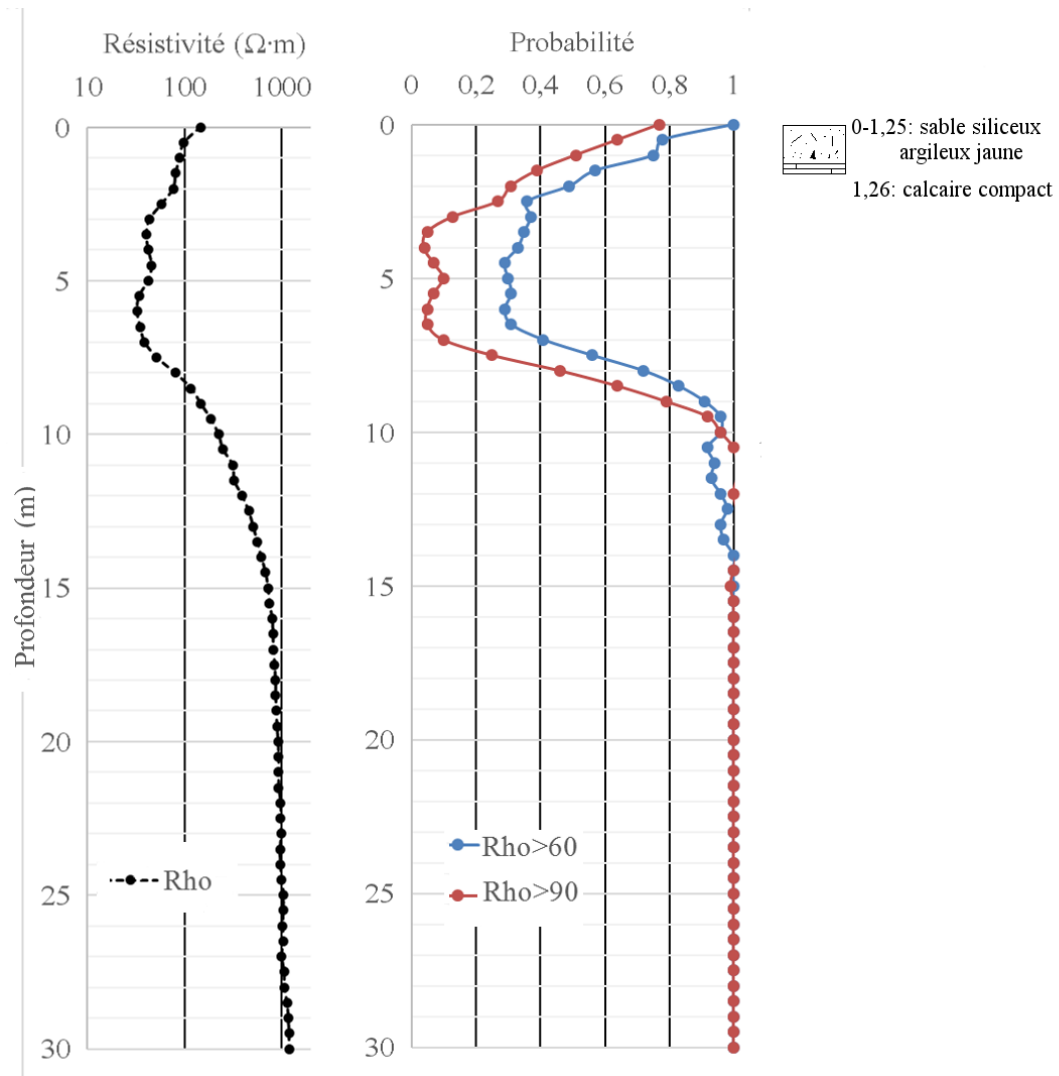 Résistivité (Ω·m)
10 100 1000
0
5
10
15
20
25
30
Profondeur (m)
Rho
Probabilité
0 0,2 0,4 0,6 0,8 1
0
5
10
15
20
25
30
Rho>60
Rho>90
0-1,25: sable siliceux
argileux jaune
1,26: calcaire compact